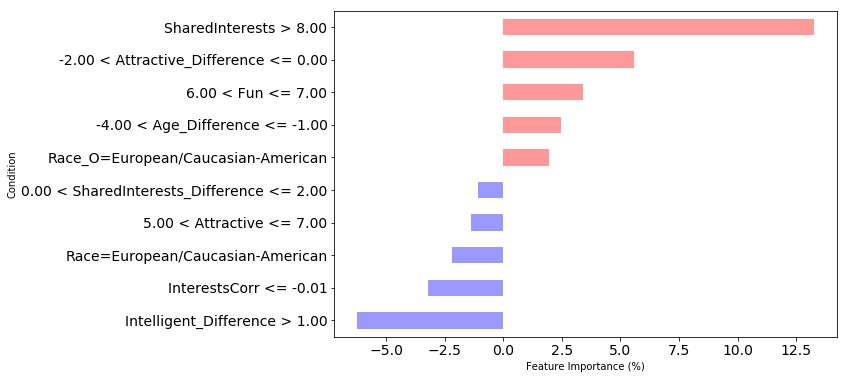 SharedInterests > 8.00
-2.00 < Attractive_Difference <= 0.00
6.00 < Fun <= 7.00
-4.00 < Age_Difference <= -1.00
Race_O=European/Caucasian-American
0.00 < SharedInterests_Difference <= 2.00
5.00 < Attractive <= 7.00
Race=European/Caucasian-American
InterestsCorr <= -0.01
Intelligent_Difference > 1.00
Condition
−5.0 −2.5 0.0 2.5 5.0 7.5 10.0 12.5
Feature Importance (%)